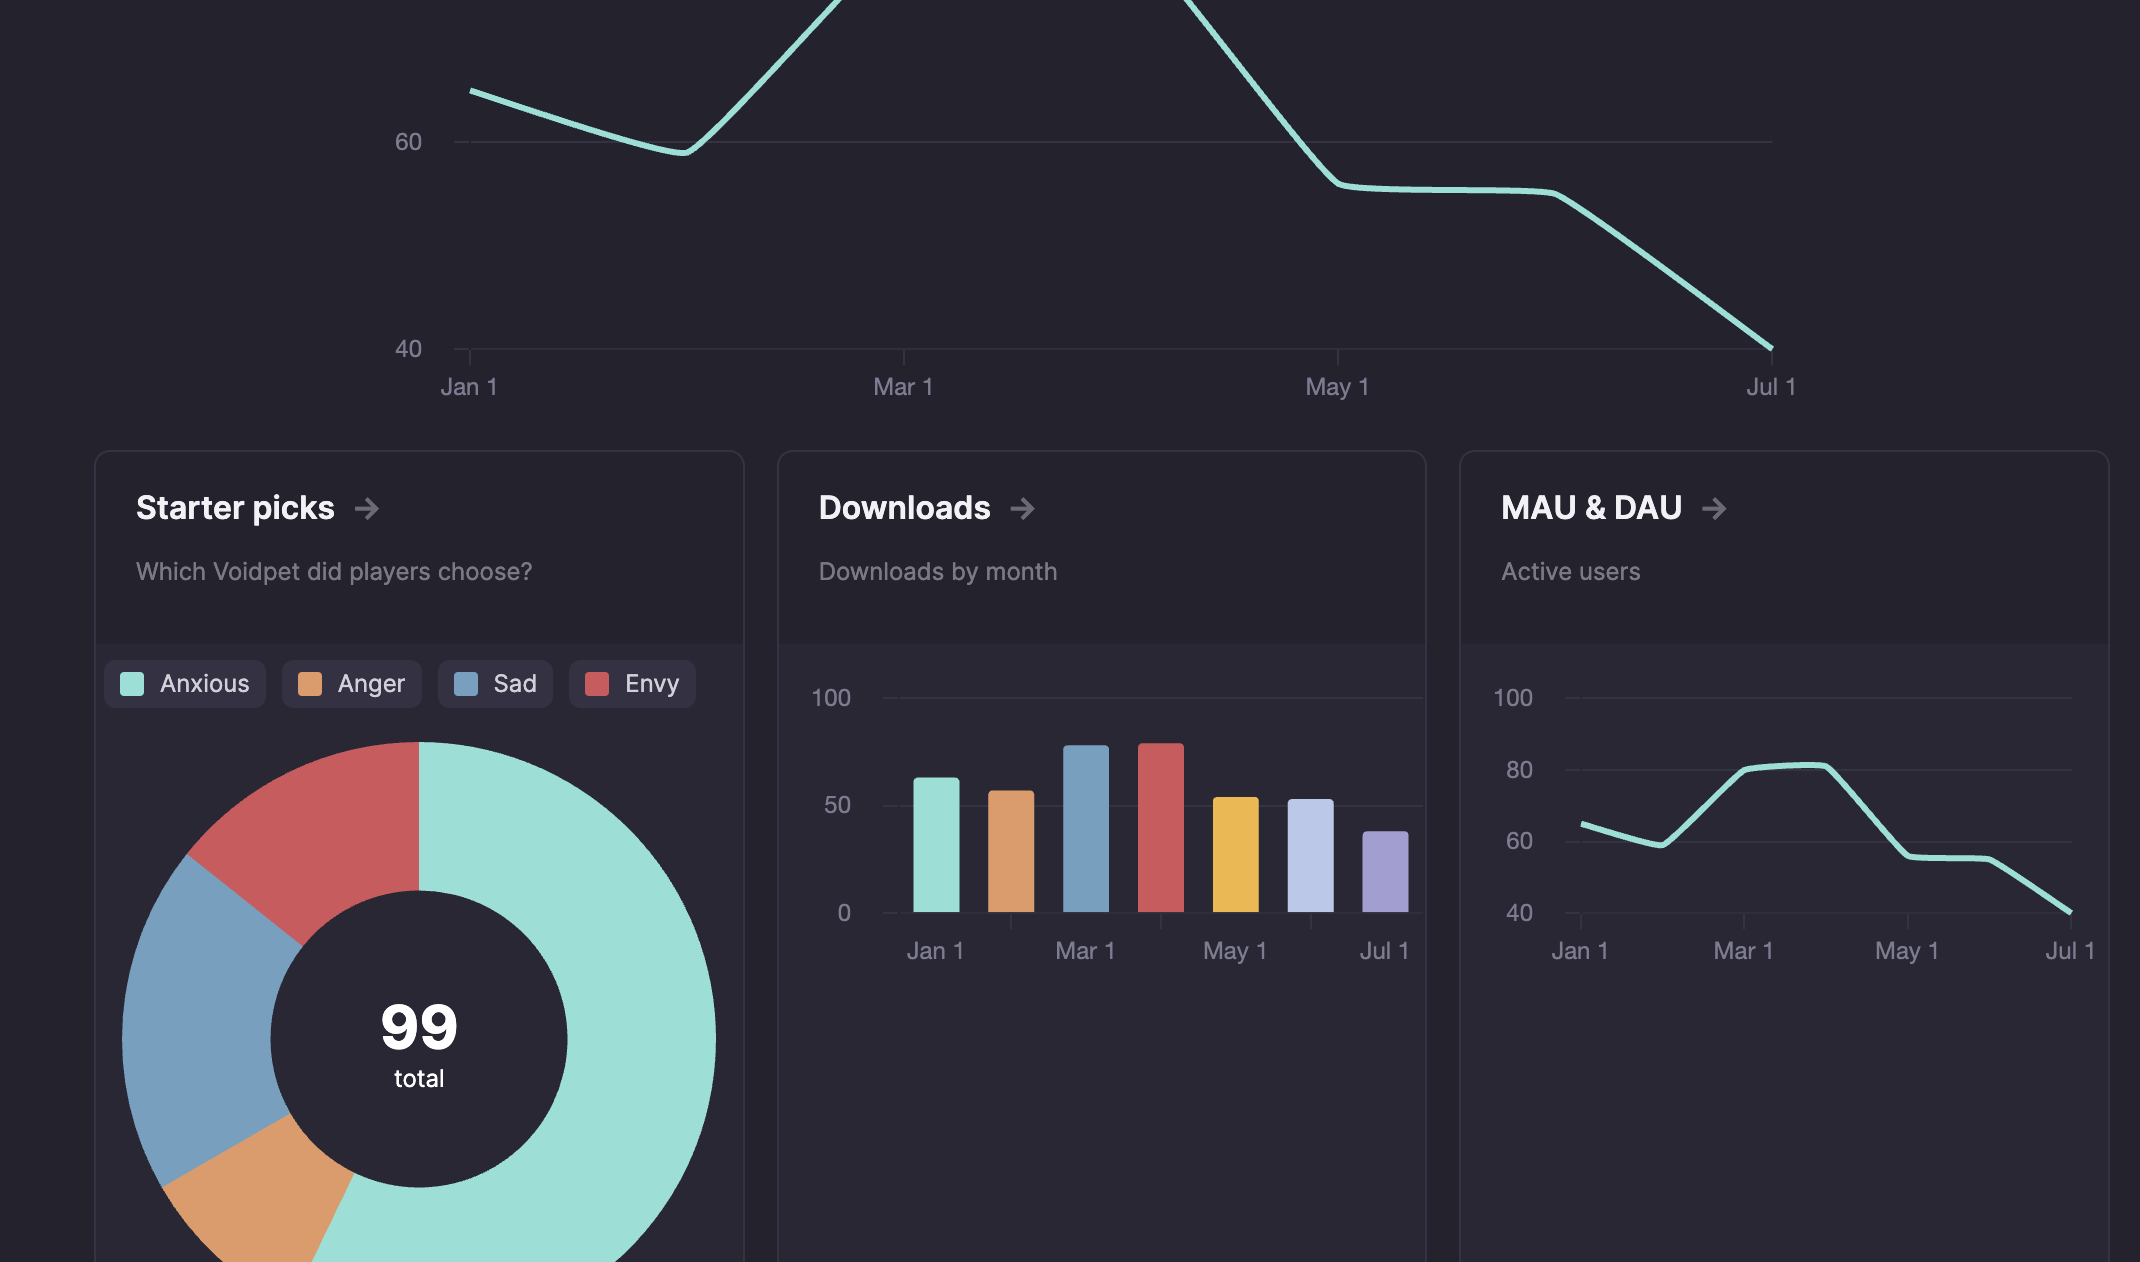 60
40
Jan 1 Mar 1 May 1 Jul 1
Starter picks →
Which Voidpet did players choose?
Anxious Anger Sad Envy
99
total
Downloads →
Downloads by month
100
50
0
Jan 1 Mar 1 May 1 Jul 1
MAU & DAU →
Active users
100
80
60
40
Jan 1 Mar 1 May 1 Jul 1